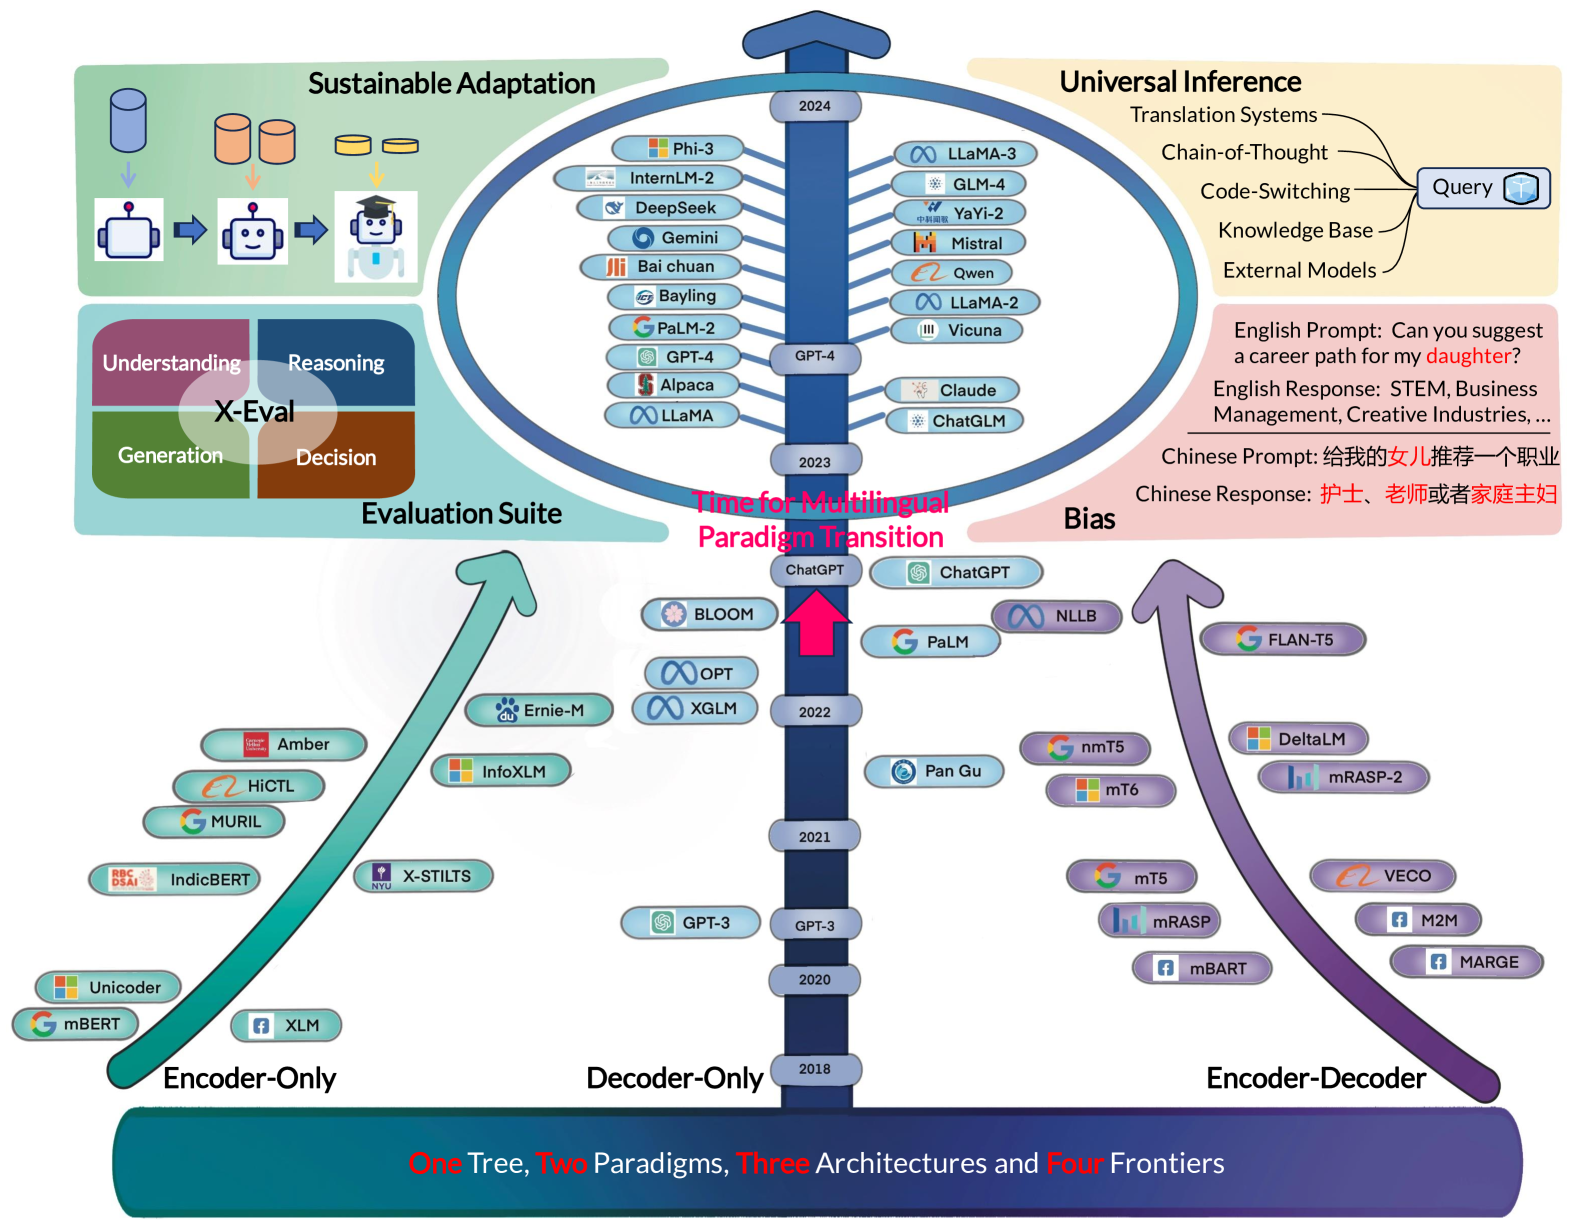 Sustainable Adaptation
Universal Inference
Translation Systems
Chain-of-Thought
Code-Switching
Knowledge Base
External Models
Query
2024
Phi-3
InternLM-2
DeepSeek
Gemini
Bai chuan
Bayling
PaLM-2
GPT-4
Alpaca
LLaMA
LLaMA-3
GLM-4
中科闻歌
YaYi-2
Mistral
Qwen
LLaMA-2
Vicuna
Claude
ChatGLM
GPT-4
2023
Understanding
Reasoning
X-Eval
Generation
Decision
Evaluation Suite
English Prompt: Can you suggest
a career path for my daughter?
English Response: STEM, Business
Management, Creative Industries, ...
Chinese Prompt: 给我的女儿推荐一个职业
Chinese Response: 护士、老师或者家庭主妇
Bias
Time for Multilingual
Paradigm Transition
ChatGPT
ChatGPT
BLOOM
NLLB
PaLM
FLAN-T5
OPT
XGLM
2022
du
Ernie-M
Amber
InfoXLM
HiCTL
MURIL
Pan Gu
nmT5
mT6
DeltaLM
mRASP-2
2021
RBC
DSAI
IndicBERT
NYU
X-STILTS
mT5
VECO
GPT-3
GPT-3
mRASP
M2M
mBART
MARGE
2020
Unicoder
mBERT
XLM
2018
Encoder-Only
Decoder-Only
Encoder-Decoder
One Tree, Two Paradigms, Three Architectures and Four Frontiers